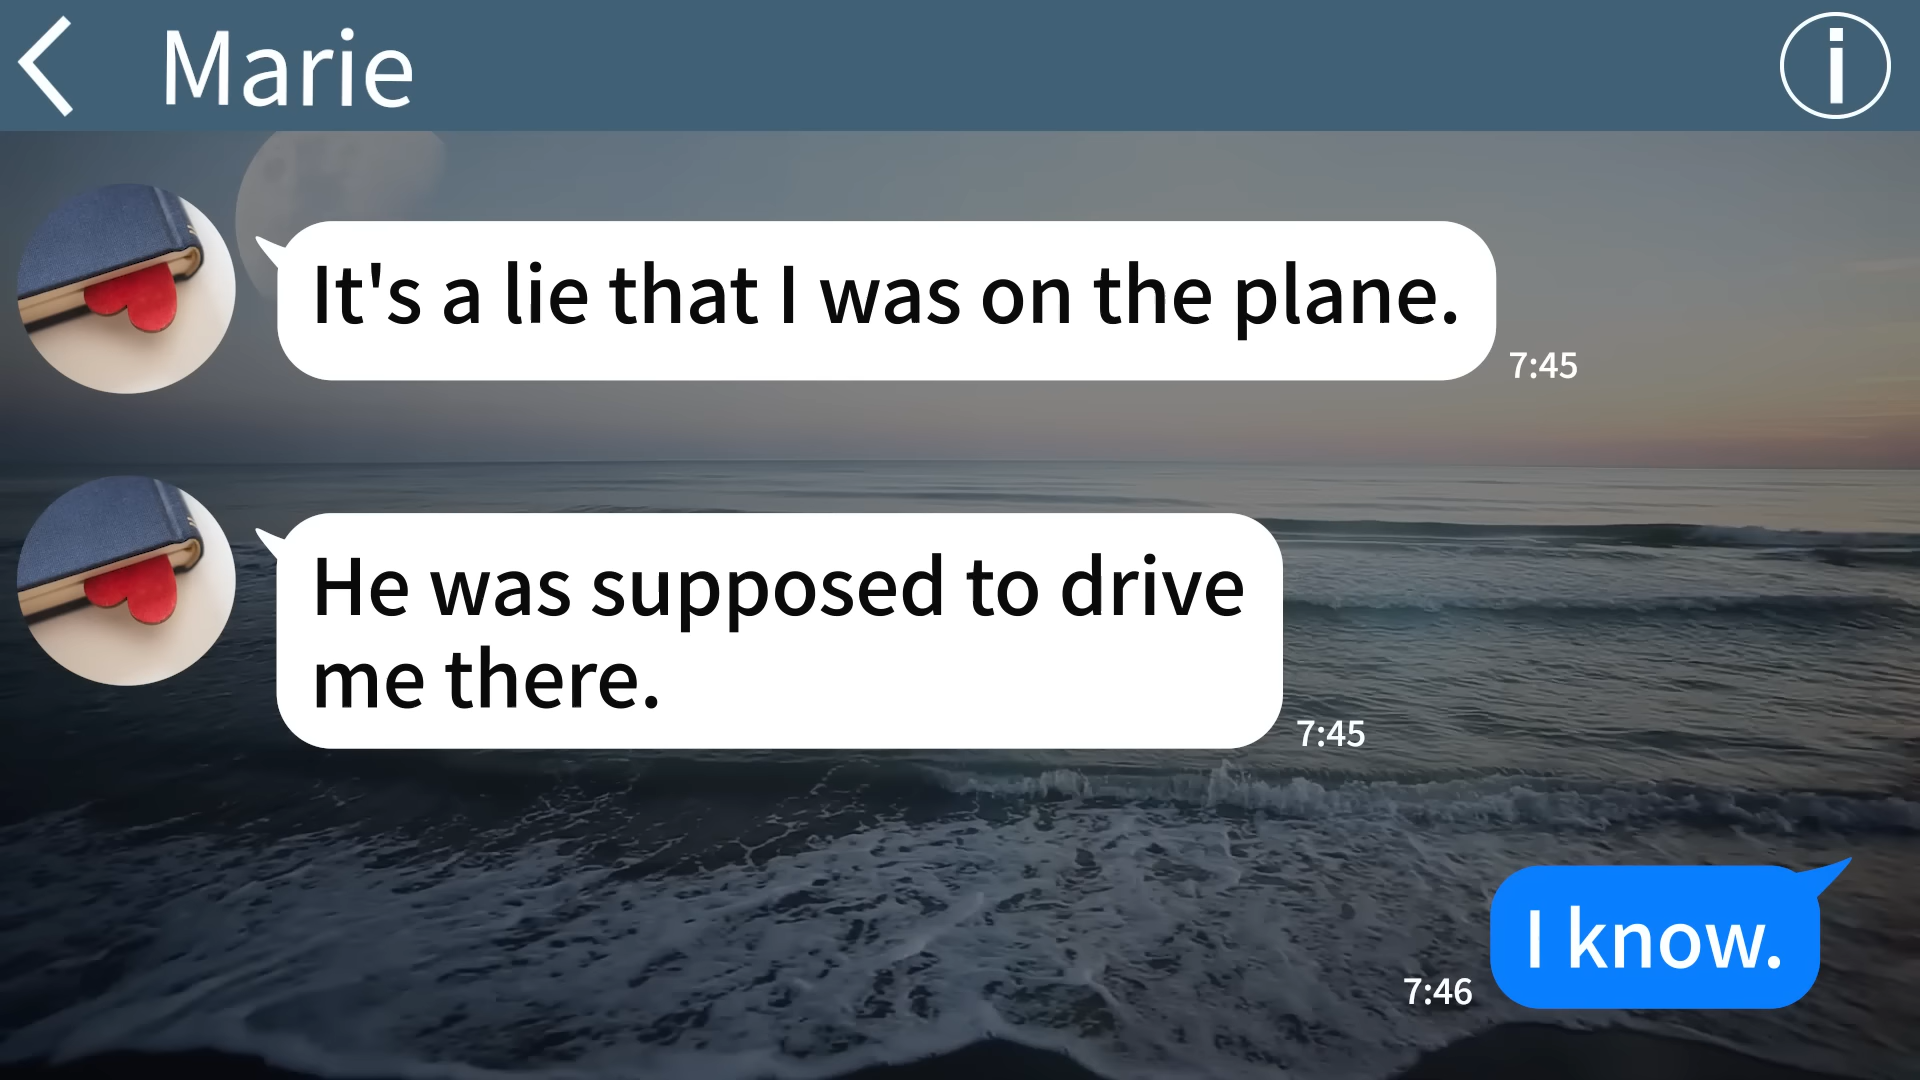 Marie
It's a lie that I was on the plane.
7:45
He was supposed to drive
me there.
7:45
I know.
7:46